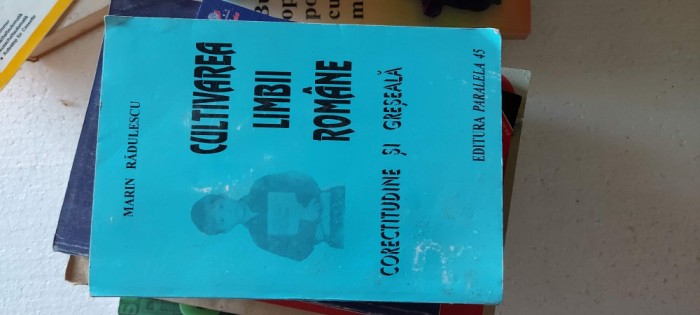 MARIN RĂDULESCU
CULTIVAREA
LIMBII
ROMÂNE
CORECTITUDINE ȘI GREȘEALĂ
EDITURA PARALELA 45